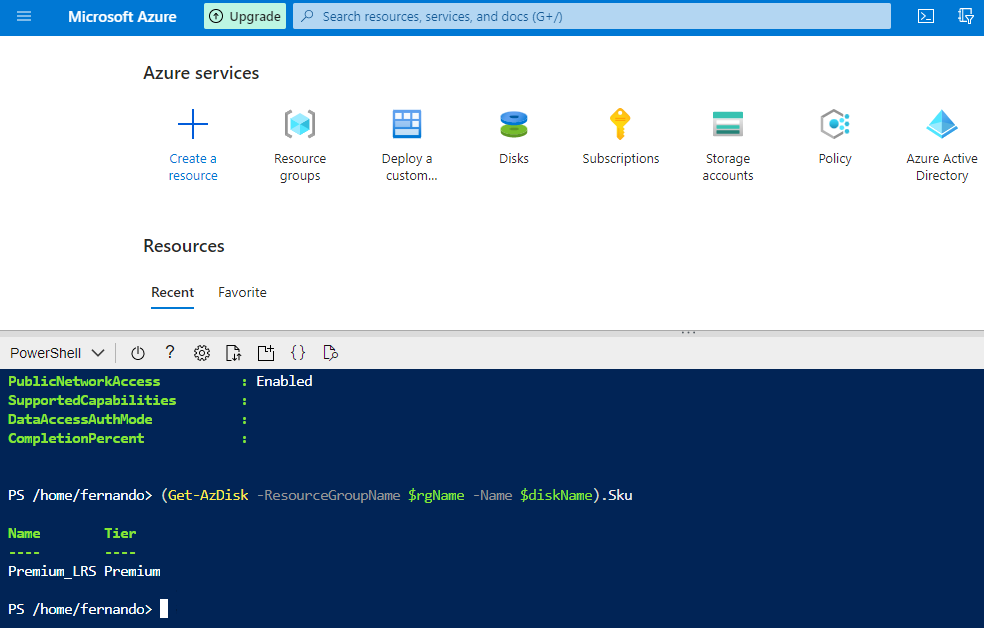 Microsoft Azure Upgrade Search resources, services, and docs (G+/)
Azure services
Create a resource
Resource groups
Deploy a custom...
Disks
Subscriptions
Storage accounts
Policy
Azure Active Directory
Resources
Recent Favorite
PowerShell ? {}
PublicNetworkAccess : Enabled
SupportedCapabilities :
DataAccessAuthMode :
CompletionPercent :
PS /home/fernando> (Get-AzDisk -ResourceGroupName $rgName -Name $diskName).Sku
Name Tier
---- ----
Premium_LRS Premium
PS /home/fernando>